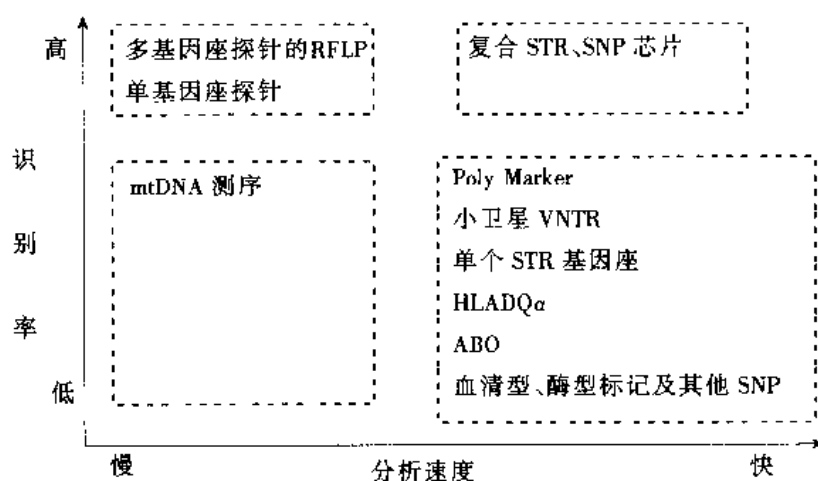 高
多基因座探针的RFLP
单基因座探针
复合 STR、SNP 芯片
识
别
率
mtDNA 测序
Poly Marker
小卫星 VNTR
单个 STR 基因座
HLADQα
ABO
血清型、酶型标记及其他 SNP
低
慢
分析速度
快